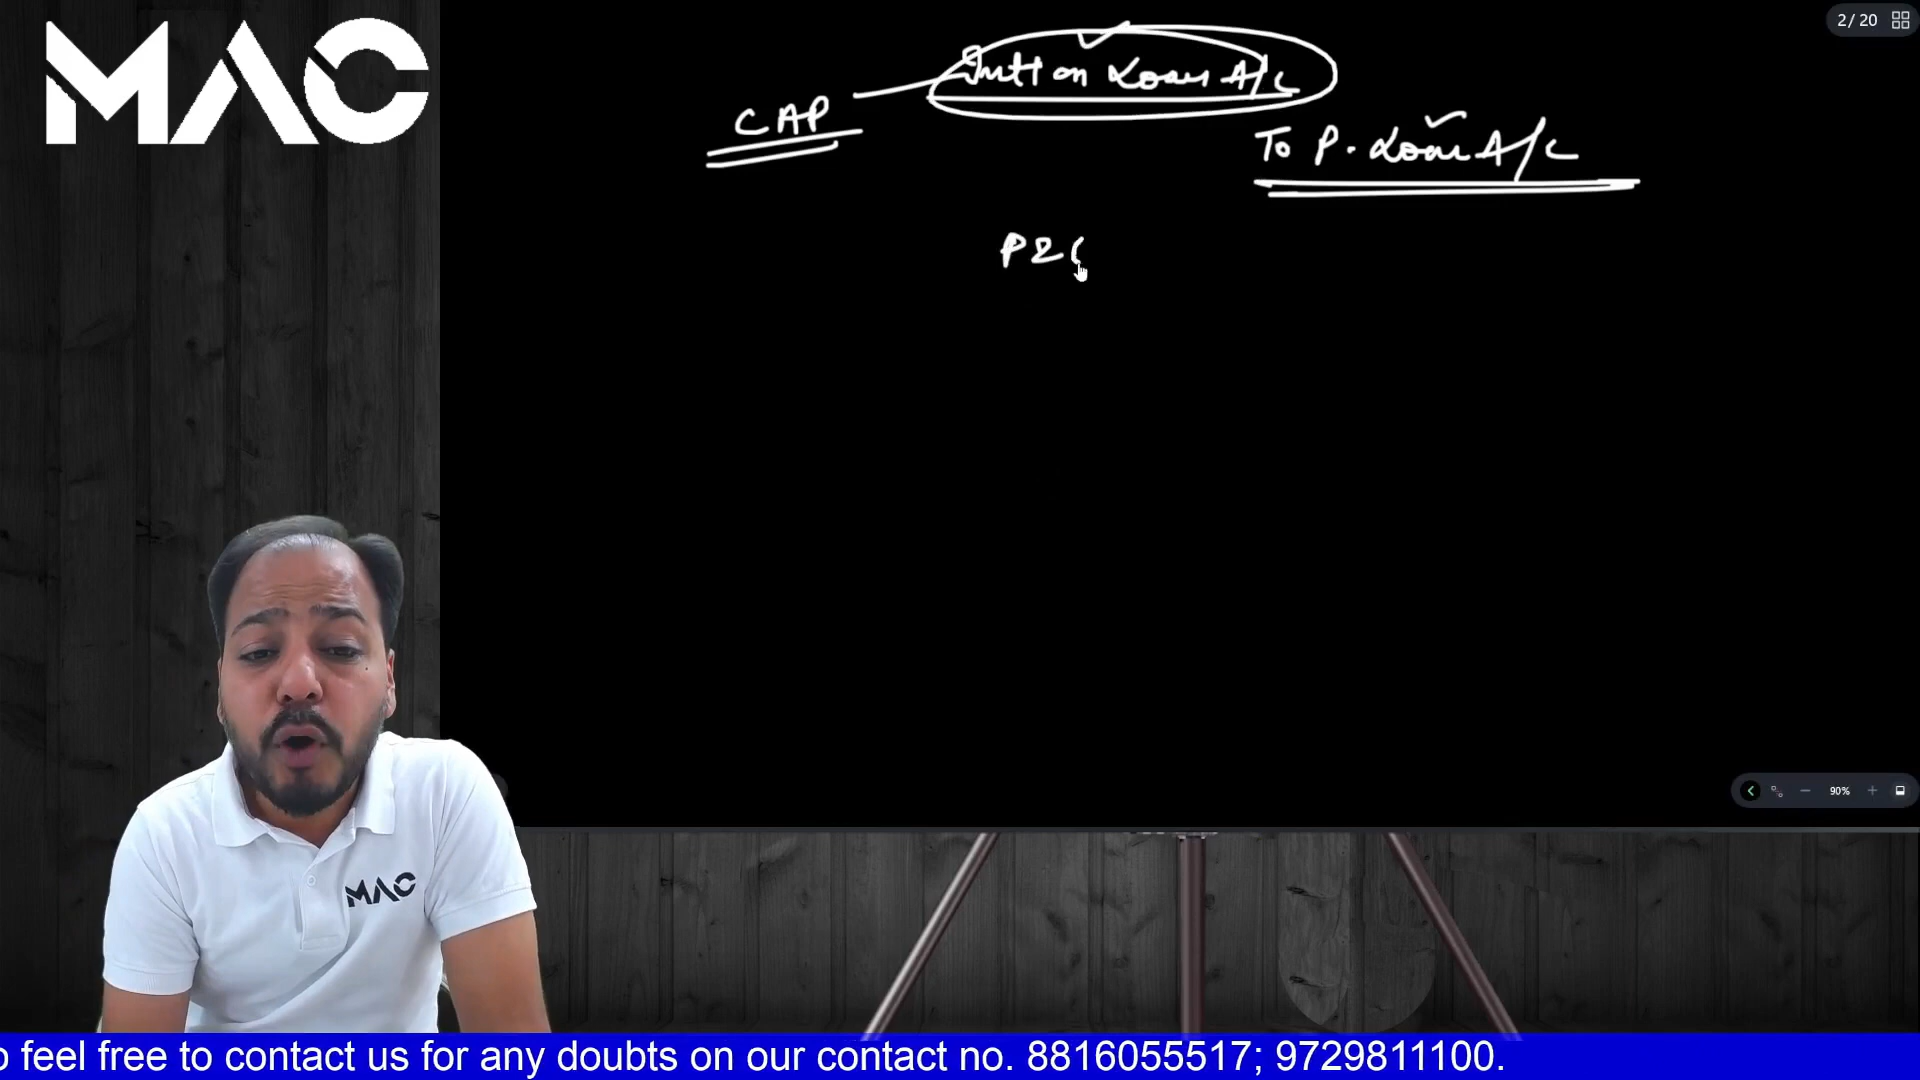 MAC
2/ 20
Intt on Loan A/c
CAP
To P. Loan A/c
P2(
90%
MAC
o feel free to contact us for any doubts on our contact no. 8816055517; 9729811100.